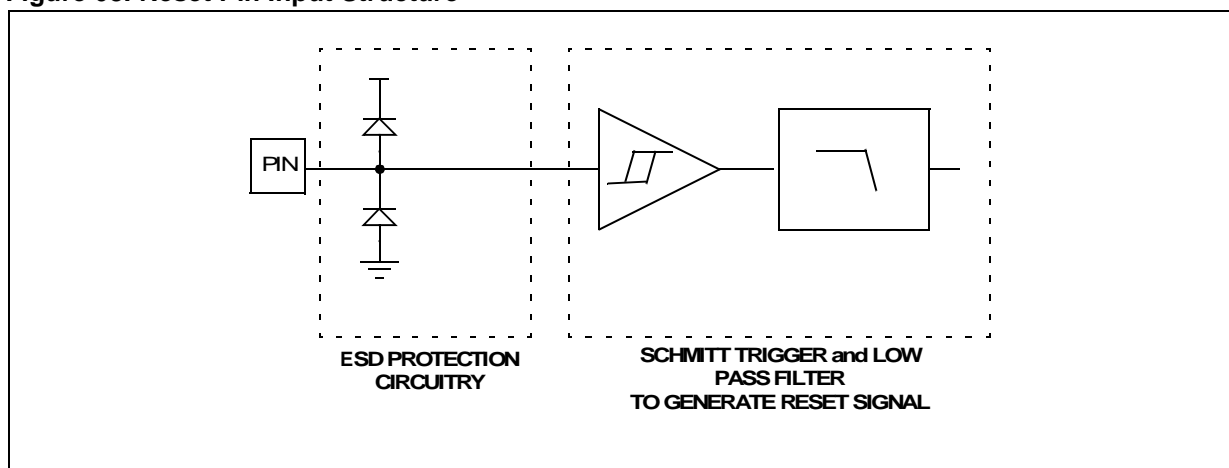 PIN
ESD PROTECTION
CIRCUITRY
SCHMITT TRIGGER and LOW
PASS FILTER
TO GENERATE RESET SIGNAL